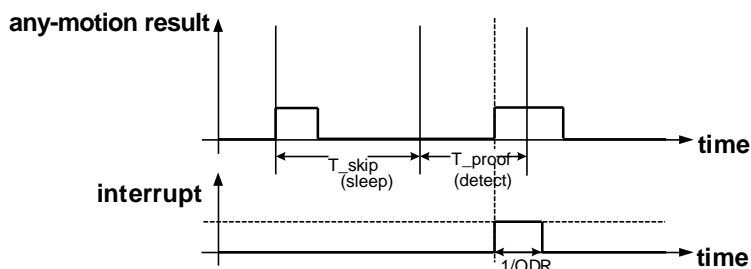 any-motion result
time
T_skip
(sleep)
T_proof
(detect)
interrupt
1/ODR
time